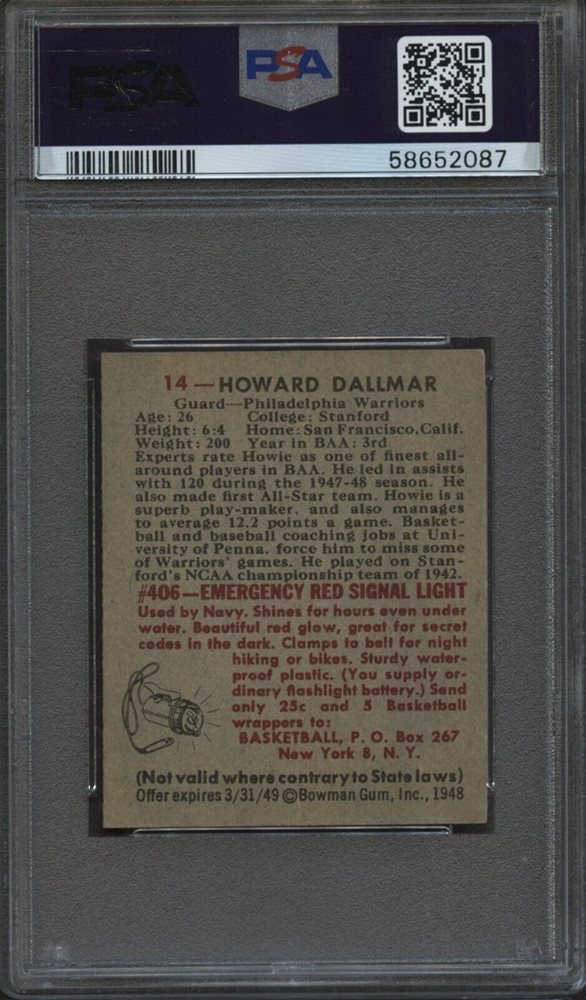 PSA
PSA
58652087
14—HOWARD DALLMAR
Guard—Philadelphia Warriors
Age: 26 College: Stanford
Height: 6:4 Home: San Francisco, Calif.
Weight: 200 Year in BAA: 3rd
Experts rate Howie as one of finest all-
around players in BAA. He led in assists
with 120 during the 1947-48 season. He
also made first All-Star team. Howie is a
superb play-maker, and also manages
to average 12.2 points a game. Basket-
ball and baseball coaching jobs at Uni-
versity of Penna. force him to miss some
of Warriors' games. He played on Stan-
ford's NCAA championship team of 1942.
#406—EMERGENCY RED SIGNAL LIGHT
Used by Navy. Shines for hours even under
water. Beautiful red glow, great for secret
codes in the dark. Clamps to belt for night
hiking or bikes. Sturdy water-
proof plastic. (You supply or-
dinary flashlight battery.) Send
only 25c and 5 Basketball
wrappers to:
BASKETBALL, P. O. Box 267
New York 8, N. Y.
(Not valid where contrary to State laws)
Offer expires 3/31/49 ©Bowman Gum, Inc., 1948